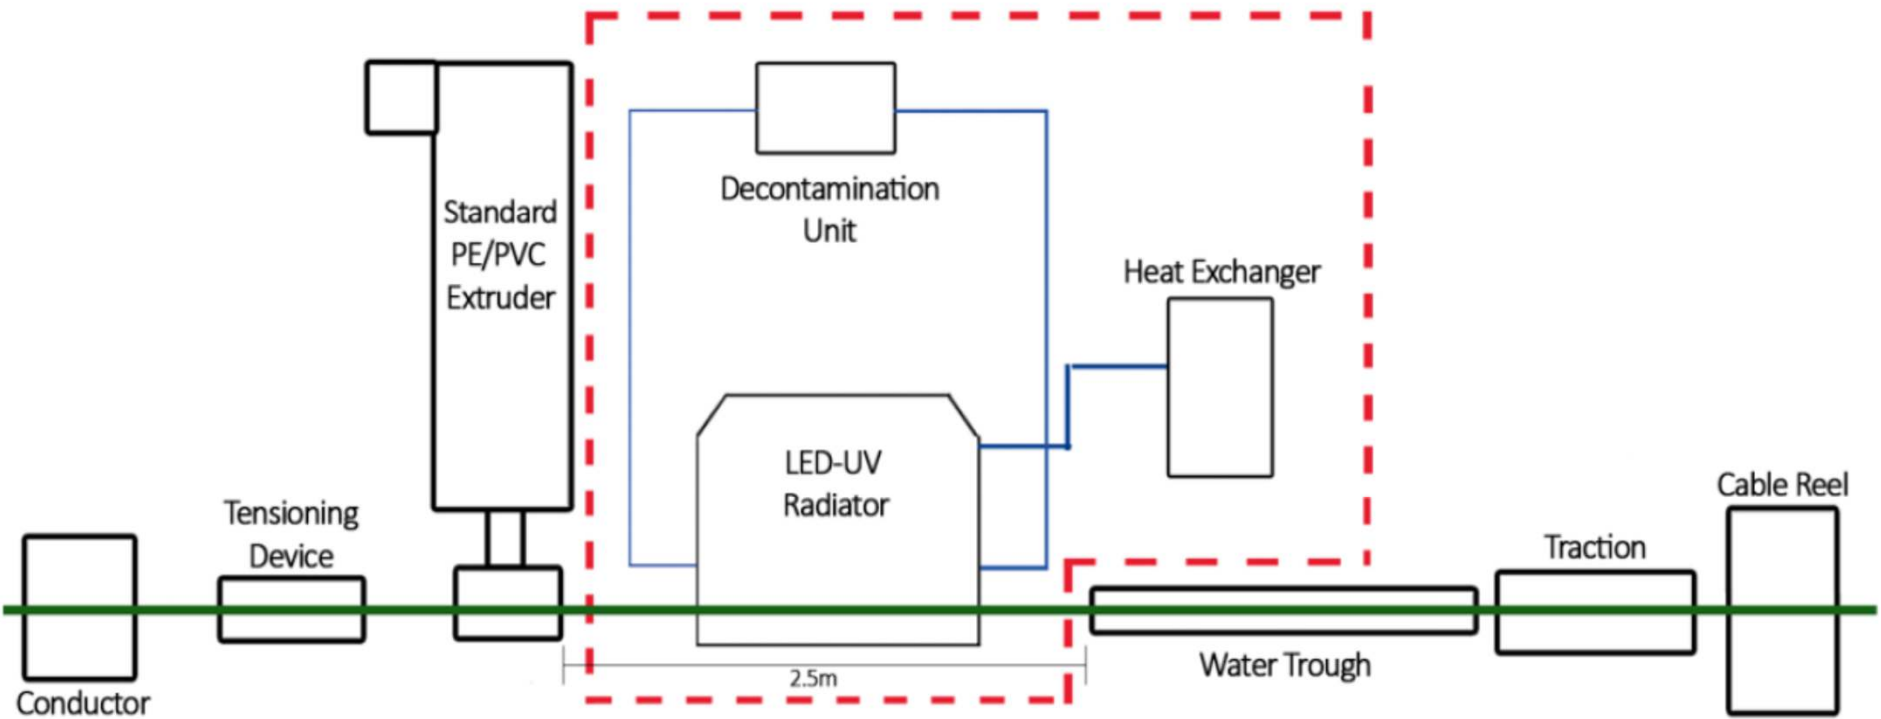 Decontamination
Unit
Standard
PE/PVC
Extruder
Heat Exchanger
LED-UV
Radiator
Tensioning
Device
Cable Reel
Traction
Water Trough
2.5m
Conductor